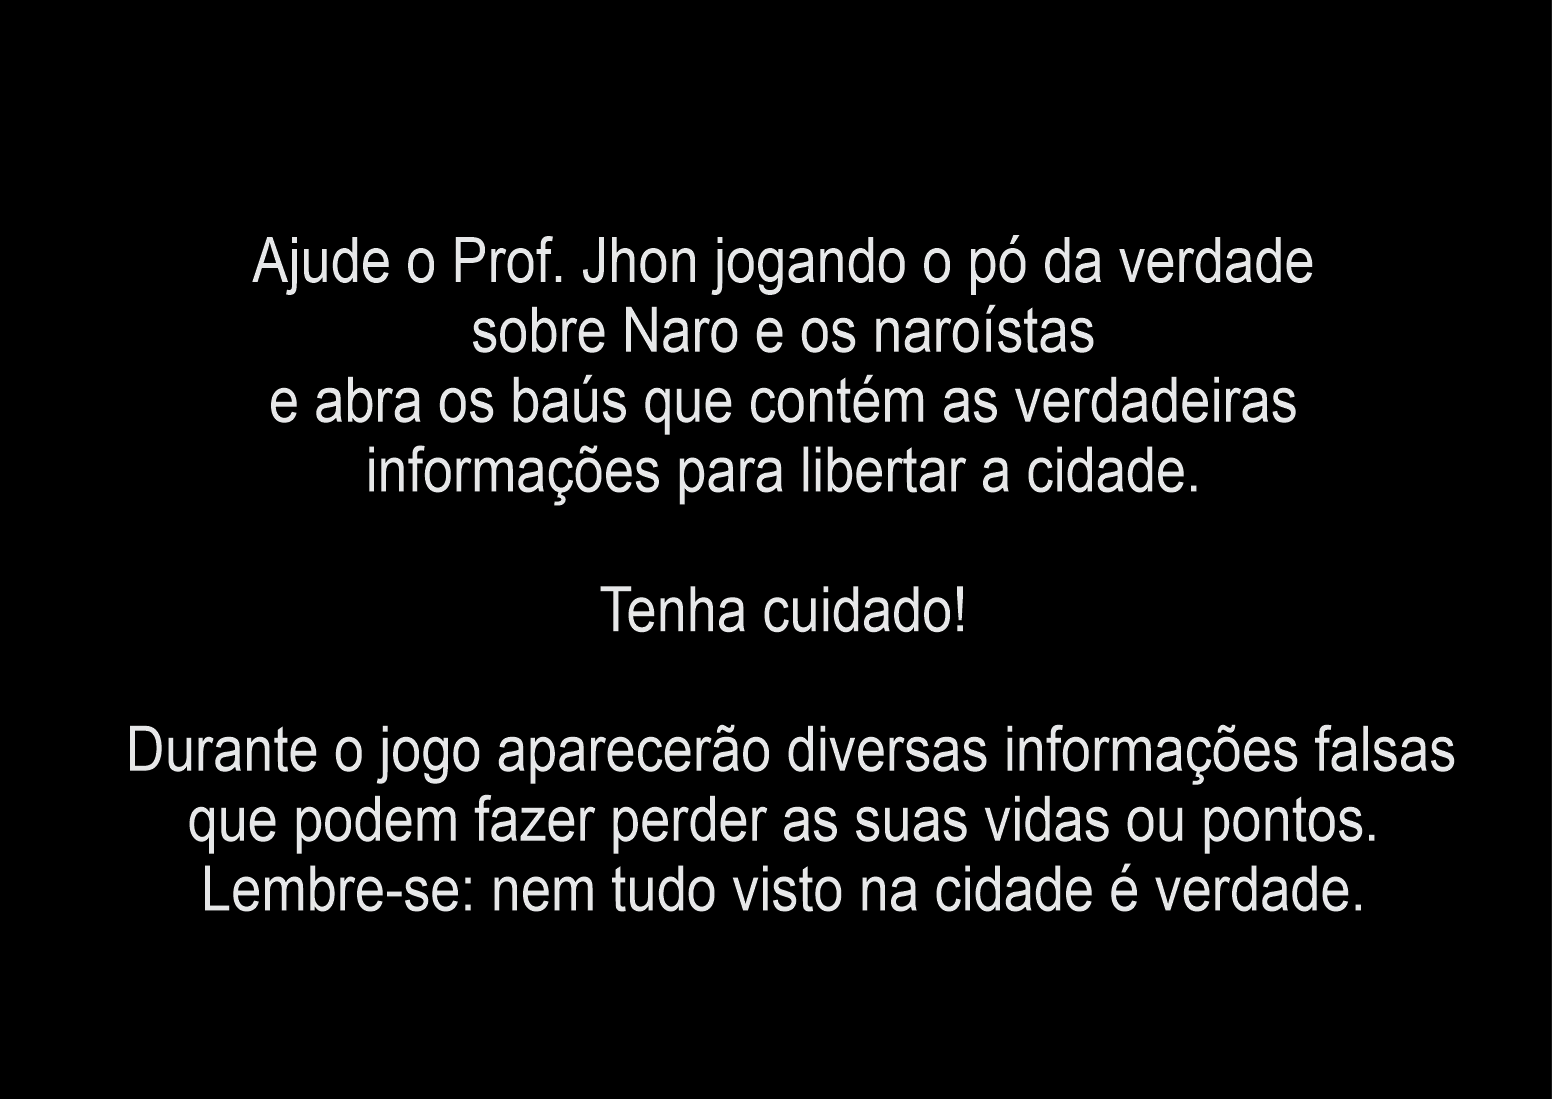 Ajude o Prof. Jhon jogando o pó da verdade
sobre Naro e os naroístas
e abra os baús que contém as verdadeiras
informações para libertar a cidade.
Tenha cuidado!
Durante o jogo aparecerão diversas informações falsas
que podem fazer perder as suas vidas ou pontos.
Lembre-se: nem tudo visto na cidade é verdade.